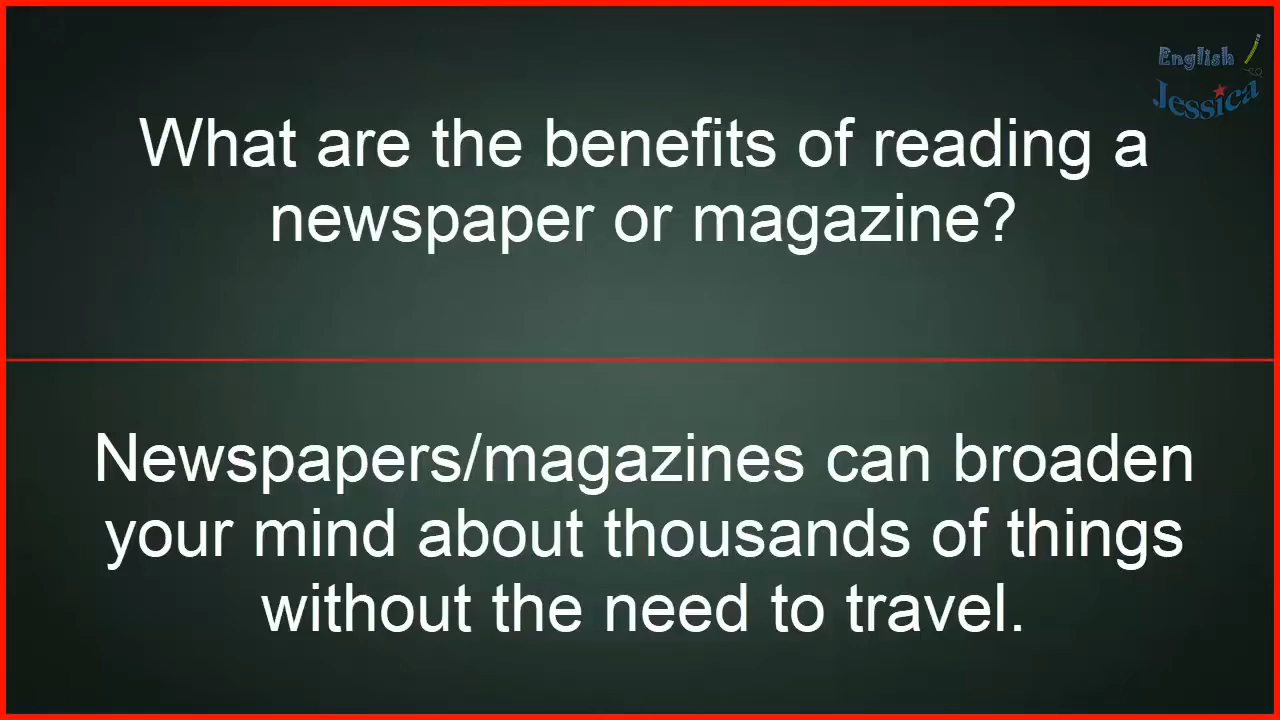 English
Jessica
What are the benefits of reading a
newspaper or magazine?
Newspapers/magazines can broaden
your mind about thousands of things
without the need to travel.